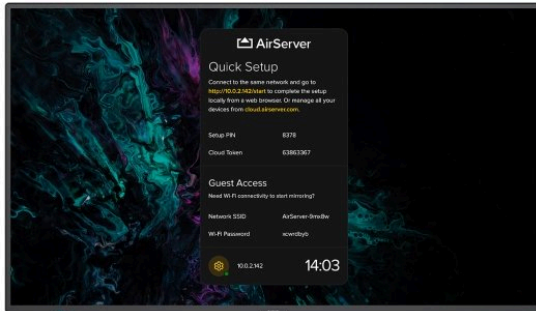 AirServer
Quick Setup
Connect to the same network and go to
http://10.0.2.142/start to complete the setup
locally from a web browser. Or manage all your
devices from cloud.airserver.com.
Setup PIN 8378
Cloud Token 63863367
Guest Access
Need Wi-Fi connectivity to start mirroring?
Network SSID AirServer-9mx8w
Wi-Fi Password xcwrdbyb
10.0.2.142 14:03